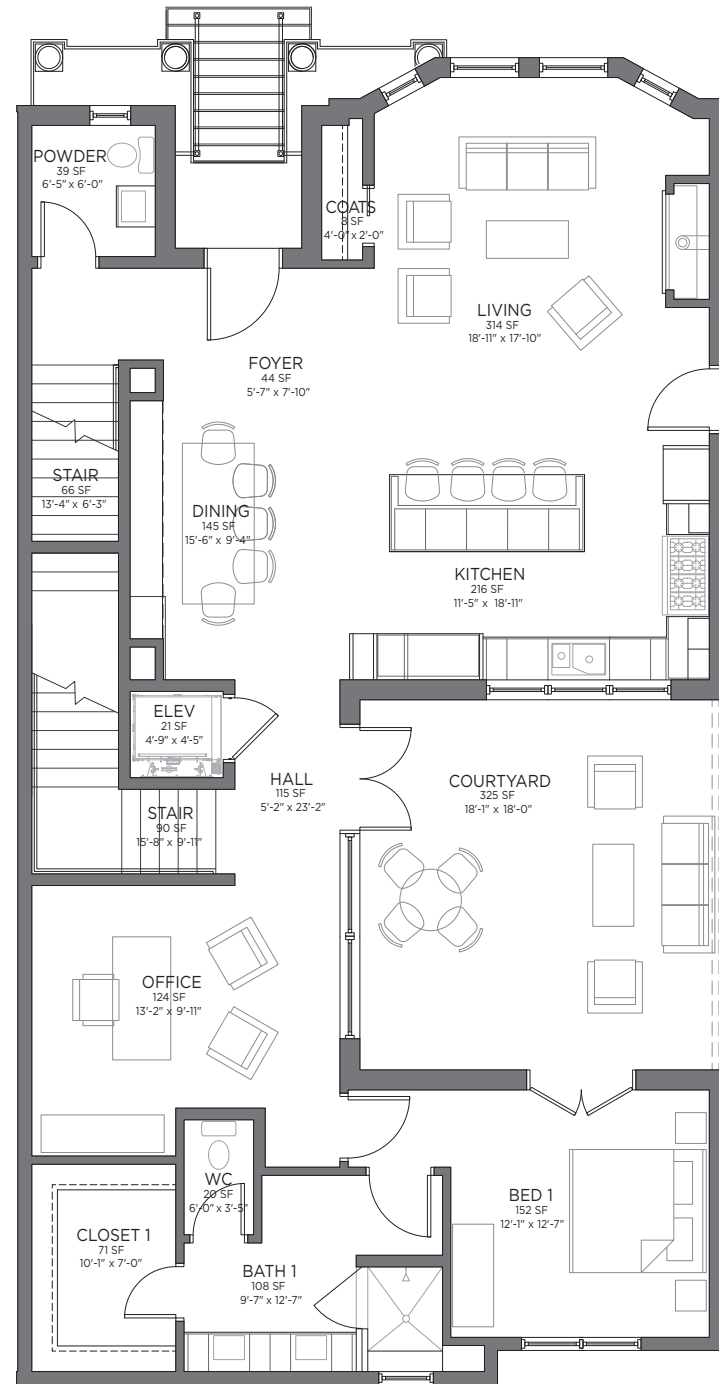 POWDER
39 SF
6'-5" x 6'-0"
COATS
8 SF
4'-0" x 2'-0"
LIVING
314 SF
18'-11" x 17'-10"
FOYER
44 SF
5'-7" x 7'-10"
STAIR
66 SF
13'-4" x 6'-3"
DINING
145 SF
15'-6" x 9'-4"
KITCHEN
216 SF
11'-5" x 18'-11"
ELEV
21 SF
4'-9" x 4'-5"
HALL
115 SF
5'-2" x 23'-2"
COURTYARD
325 SF
18'-1" x 18'-0"
STAIR
90 SF
15'-8" x 9'-11"
OFFICE
124 SF
13'-2" x 9'-11"
WC
20 SF
6'-0" x 3'-5"
BED 1
152 SF
12'-1" x 12'-7"
CLOSET 1
71 SF
10'-1" x 7'-0"
BATH 1
108 SF
9'-7" x 12'-7"